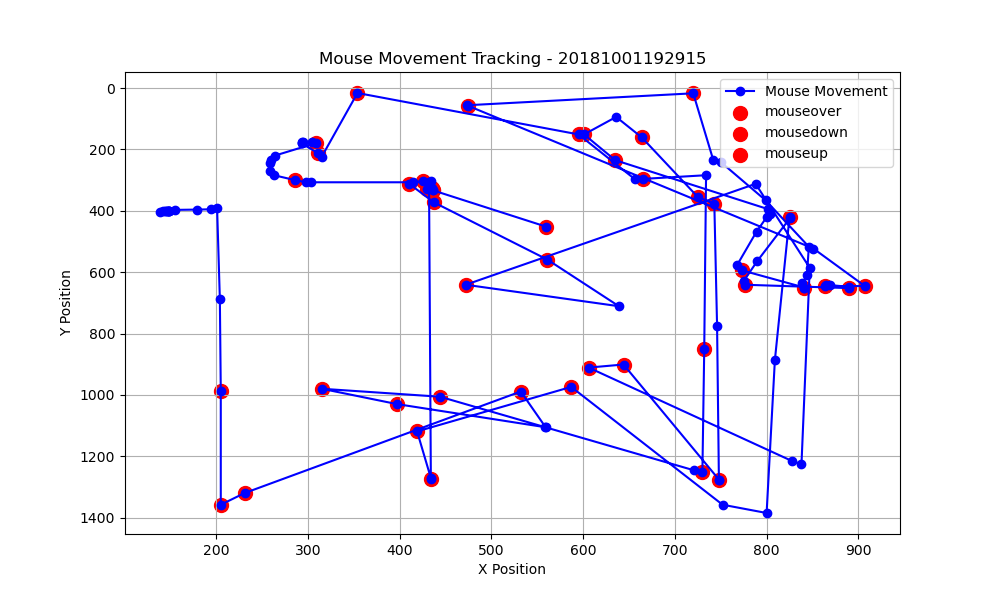 Mouse Movement Tracking - 20181001192915
Mouse Movement
mouseover
mousedown
mouseup
0
200
400
600
800
1000
1200
1400
Y Position
200
300
400
500
600
700
800
900
X Position